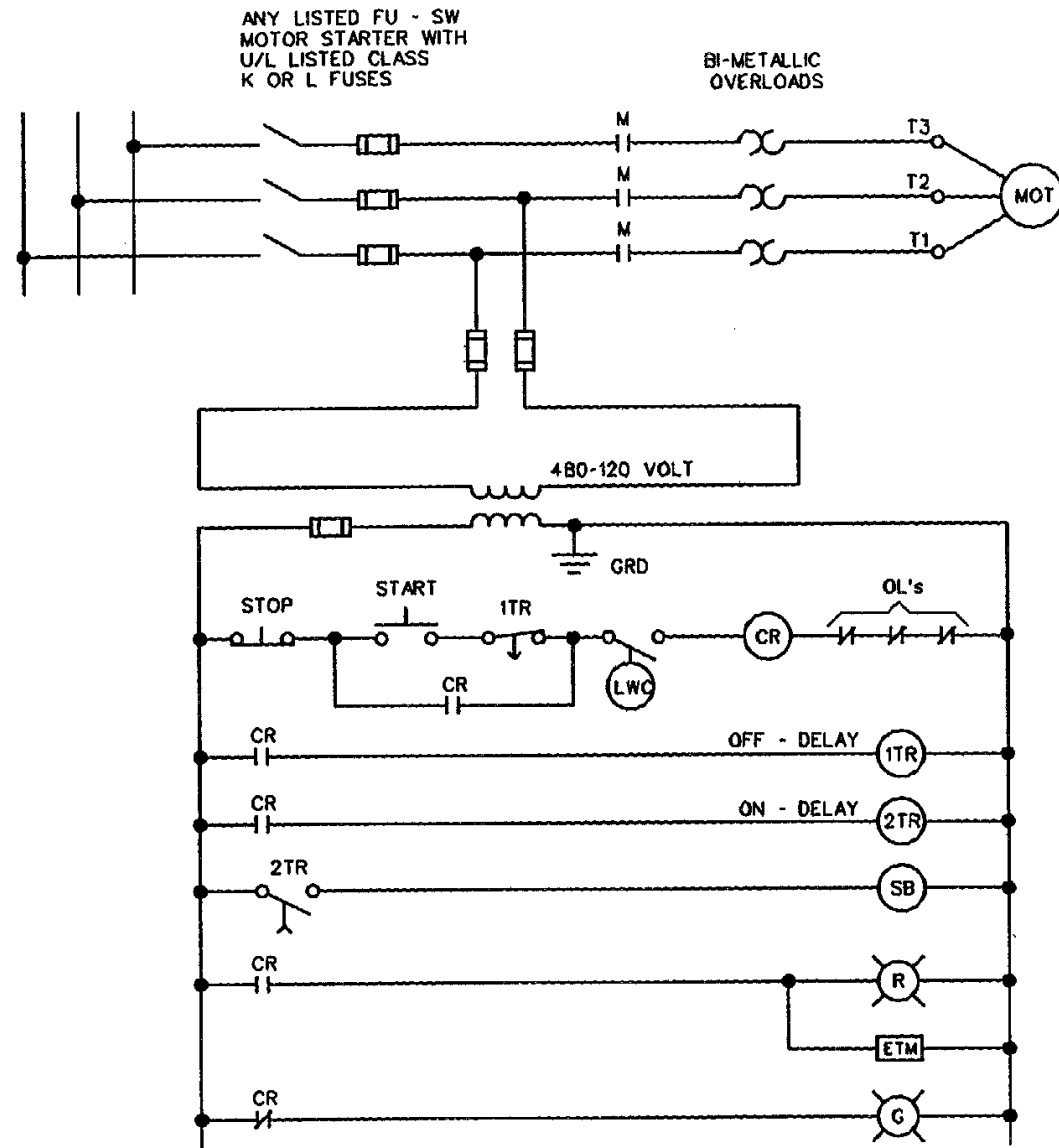 ANY LISTED FU - SW
MOTOR STARTER WITH
U/L LISTED CLASS
K OR L FUSES
BI-METALLIC
OVERLOADS
M
T3
M
T2
MOT
M
T1
480-120 VOLT
GRD
STOP
START
1TR
OL's
CR
LWC
CR
CR
OFF - DELAY
1TR
CR
ON - DELAY
2TR
2TR
SB
CR
R
ETM
CR
G